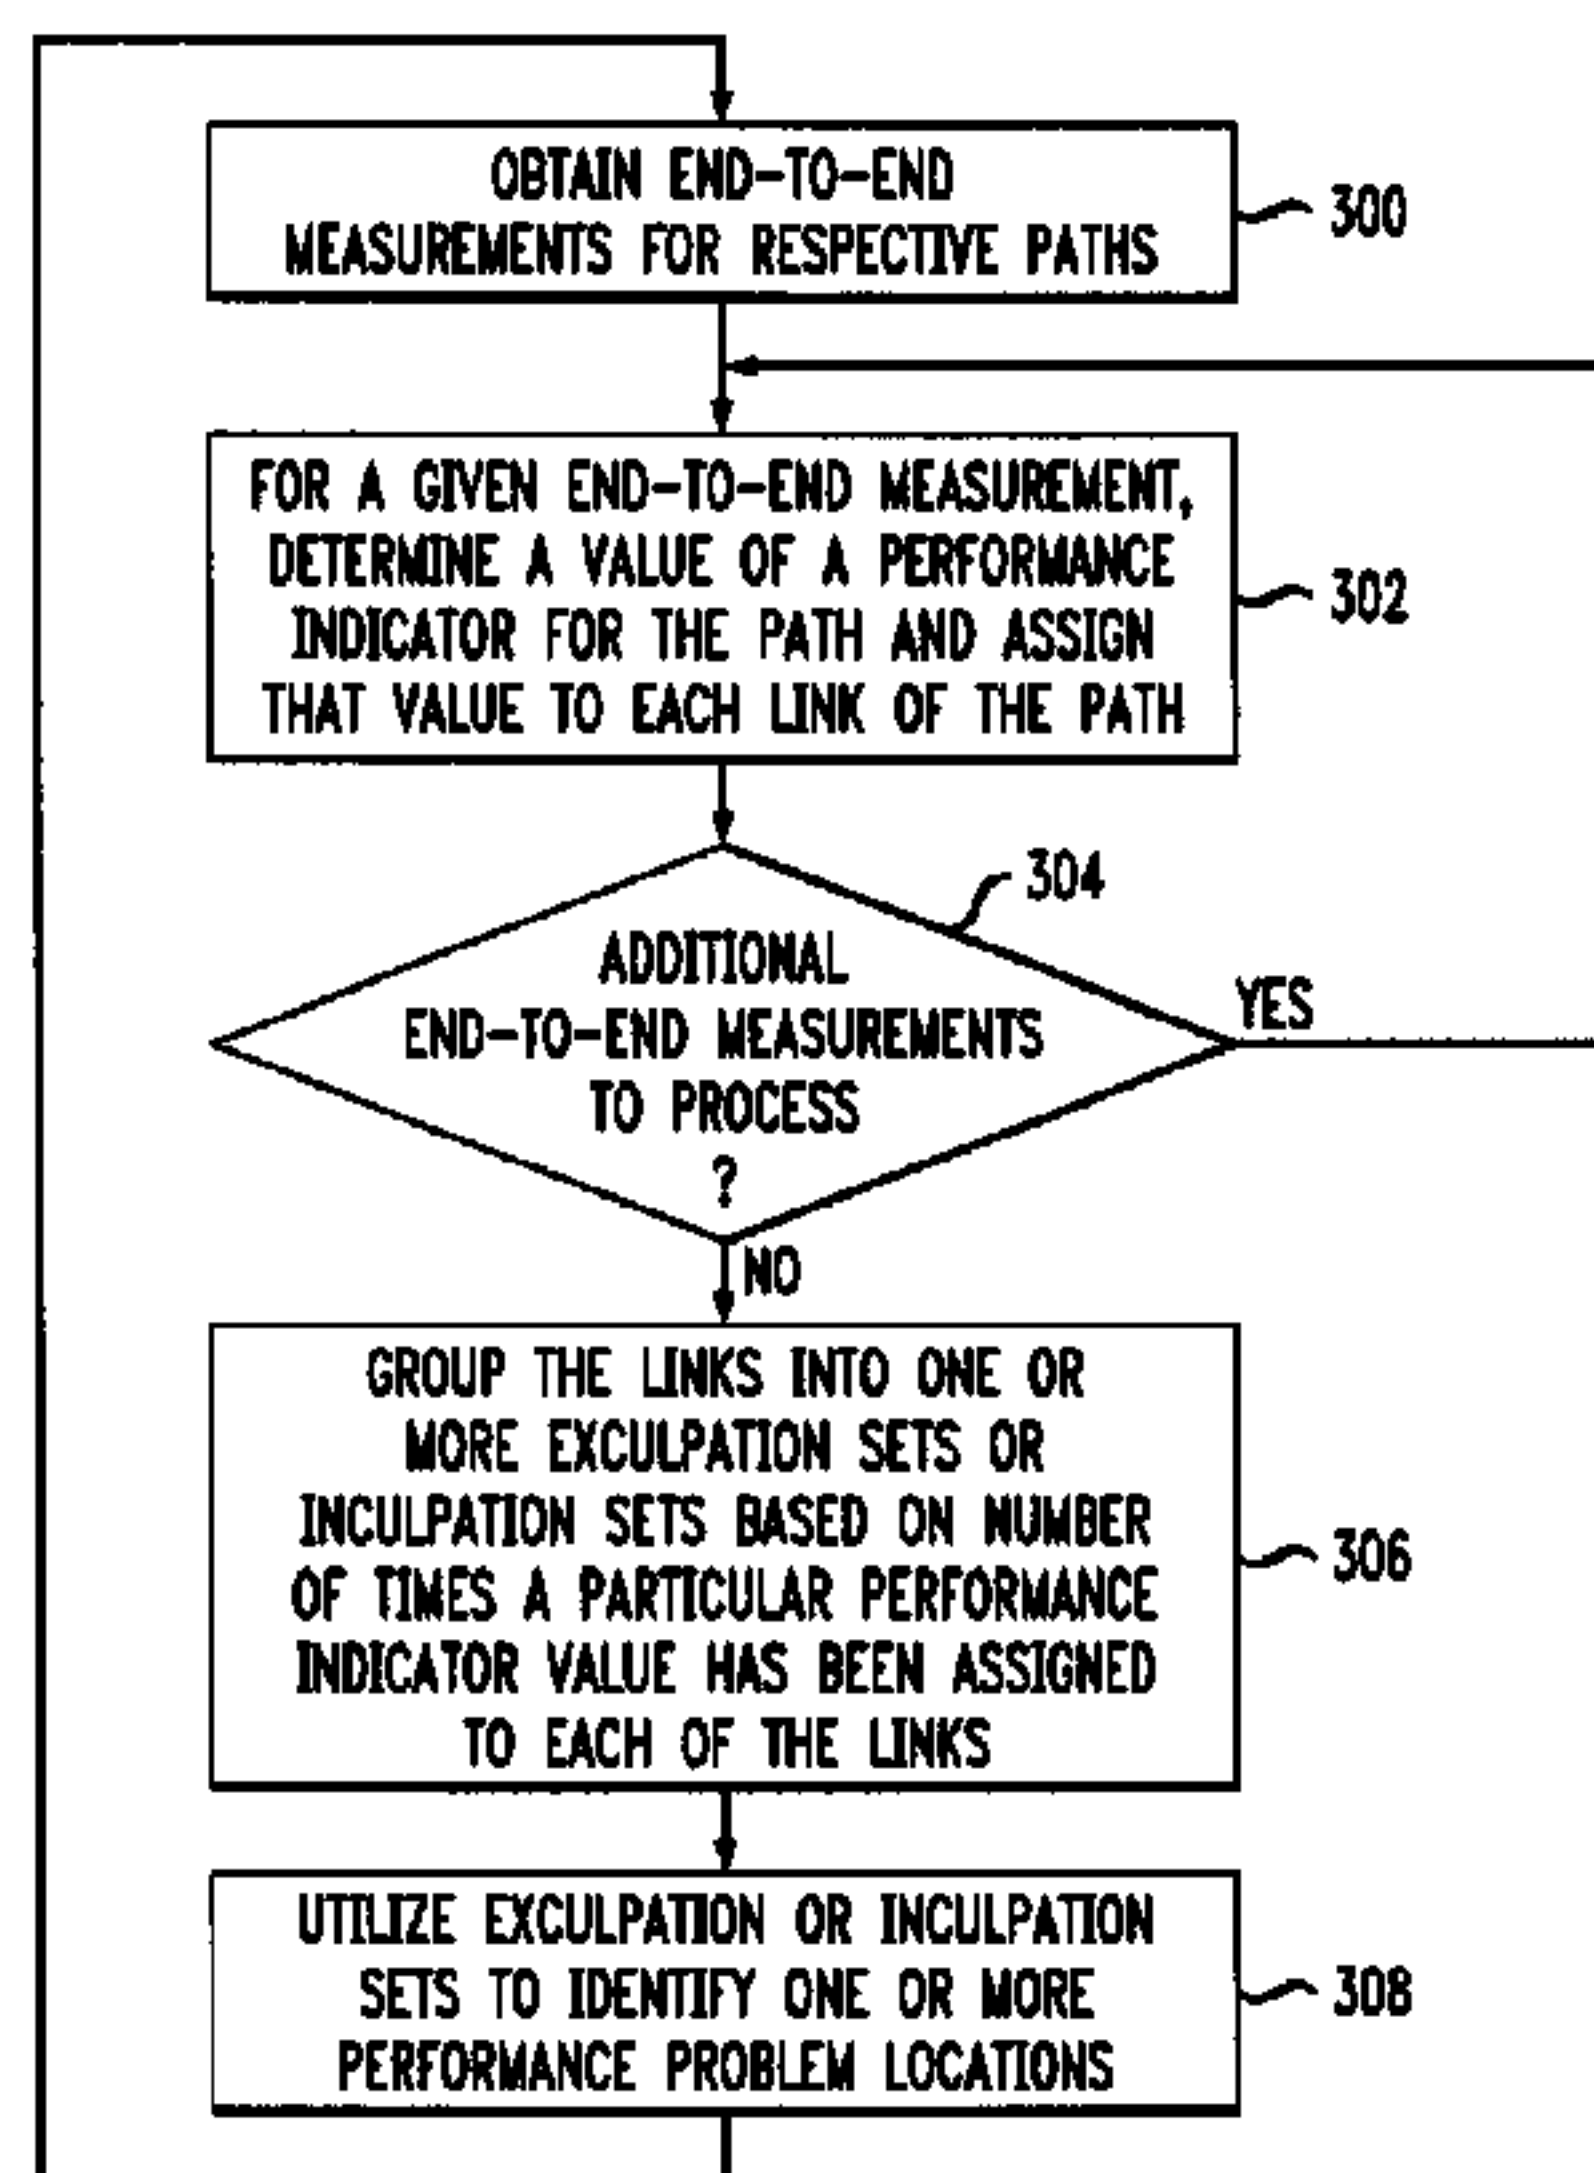 OBTAIN END-TO-END
MEASUREMENTS FOR RESPECTIVE PATHS
300
FOR A GIVEN END-TO-END MEASUREMENT,
DETERMINE A VALUE OF A PERFORMANCE
INDICATOR FOR THE PATH AND ASSIGN
THAT VALUE TO EACH LINK OF THE PATH
302
304
ADDITIONAL
END-TO-END MEASUREMENTS
TO PROCESS
?
YES
NO
GROUP THE LINKS INTO ONE OR
MORE EXCULPATION SETS OR
INCULPATION SETS BASED ON NUMBER
OF TIMES A PARTICULAR PERFORMANCE
INDICATOR VALUE HAS BEEN ASSIGNED
TO EACH OF THE LINKS
306
UTILIZE EXCULPATION OR INCULPATION
SETS TO IDENTIFY ONE OR MORE
PERFORMANCE PROBLEM LOCATIONS
308